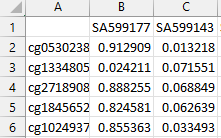 A B C
1 SA599177 SA599143
2 cg0530238 0.912909 0.013218
3 cg1334805 0.024211 0.071551
4 cg2718908 0.888255 0.068849
5 cg1845652 0.824581 0.062639
6 cg1024937 0.855363 0.033493